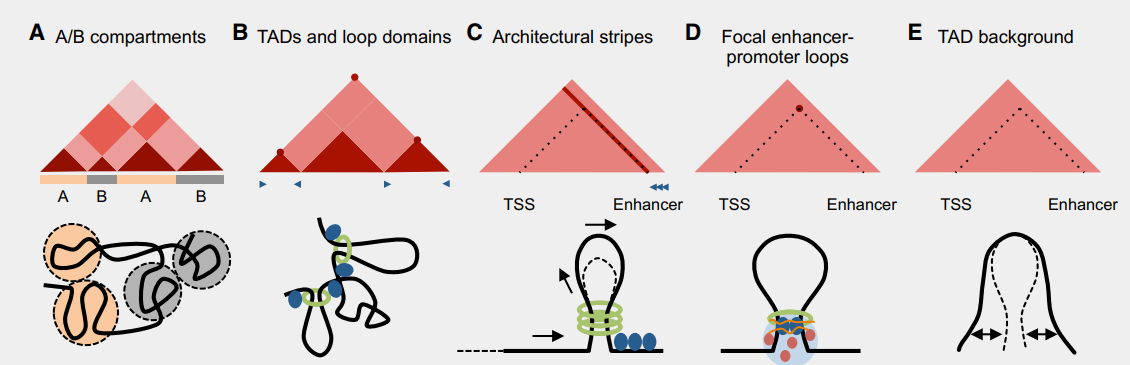 A A/B compartments
B TADs and loop domains
C Architectural stripes
D Focal enhancer-
promoter loops
E TAD background
A B A B
TSS Enhancer
TSS Enhancer
TSS Enhancer